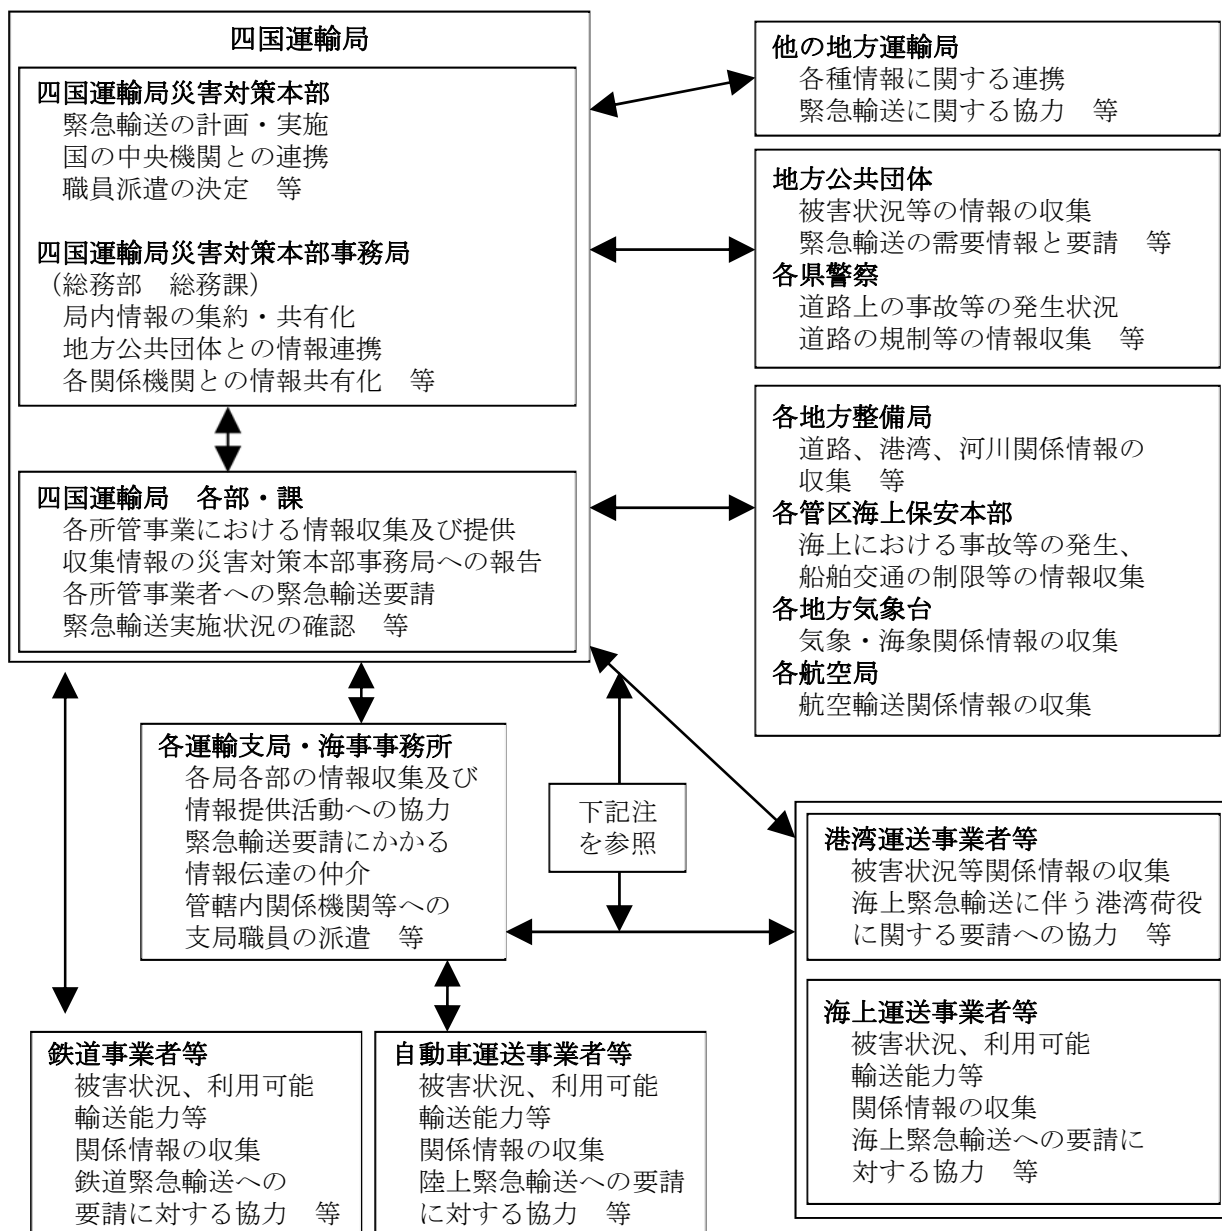 四国運輸局
四国運輸局災害対策本部
緊急輸送の計画・実施
国の中央機関との連携
職員派遣の決定　等
四国運輸局災害対策本部事務局
（総務部　総務課）
局内情報の集約・共有化
地方公共団体との情報連携
各関係機関との情報共有化　等
四国運輸局　各部・課
各所管事業における情報収集及び提供
収集情報の災害対策本部事務局への報告
各所管事業者への緊急輸送要請
緊急輸送実施状況の確認　等
他の地方運輸局
各種情報に関する連携
緊急輸送に関する協力　等
地方公共団体
被害状況等の情報の収集
緊急輸送の需要情報と要請　等
各県警察
道路上の事故等の発生状況
道路の規制等の情報収集　等
各地方整備局
道路、港湾、河川関係情報の
収集　等
各管区海上保安本部
海上における事故等の発生、
船舶交通の制限等の情報収集
各地方気象台
気象・海象関係情報の収集
各航空局
航空輸送関係情報の収集
各運輸支局・海事事務所
各局各部の情報収集及び
情報提供活動への協力
緊急輸送要請にかかる
情報伝達の仲介
管轄内関係機関等への
支局職員の派遣　等
下記注
を参照
港湾運送事業者等
被害状況等関係情報の収集
海上緊急輸送に伴う港湾荷役
に関する要請への協力　等
海上運送事業者等
被害状況、利用可能
輸送能力等
関係情報の収集
海上緊急輸送への要請に
対する協力　等
鉄道事業者等
被害状況、利用可能
輸送能力等
関係情報の収集
鉄道緊急輸送への
要請に対する協力　等
自動車運送事業者等
被害状況、利用可能
輸送能力等
関係情報の収集
陸上緊急輸送への要請
に対する協力　等